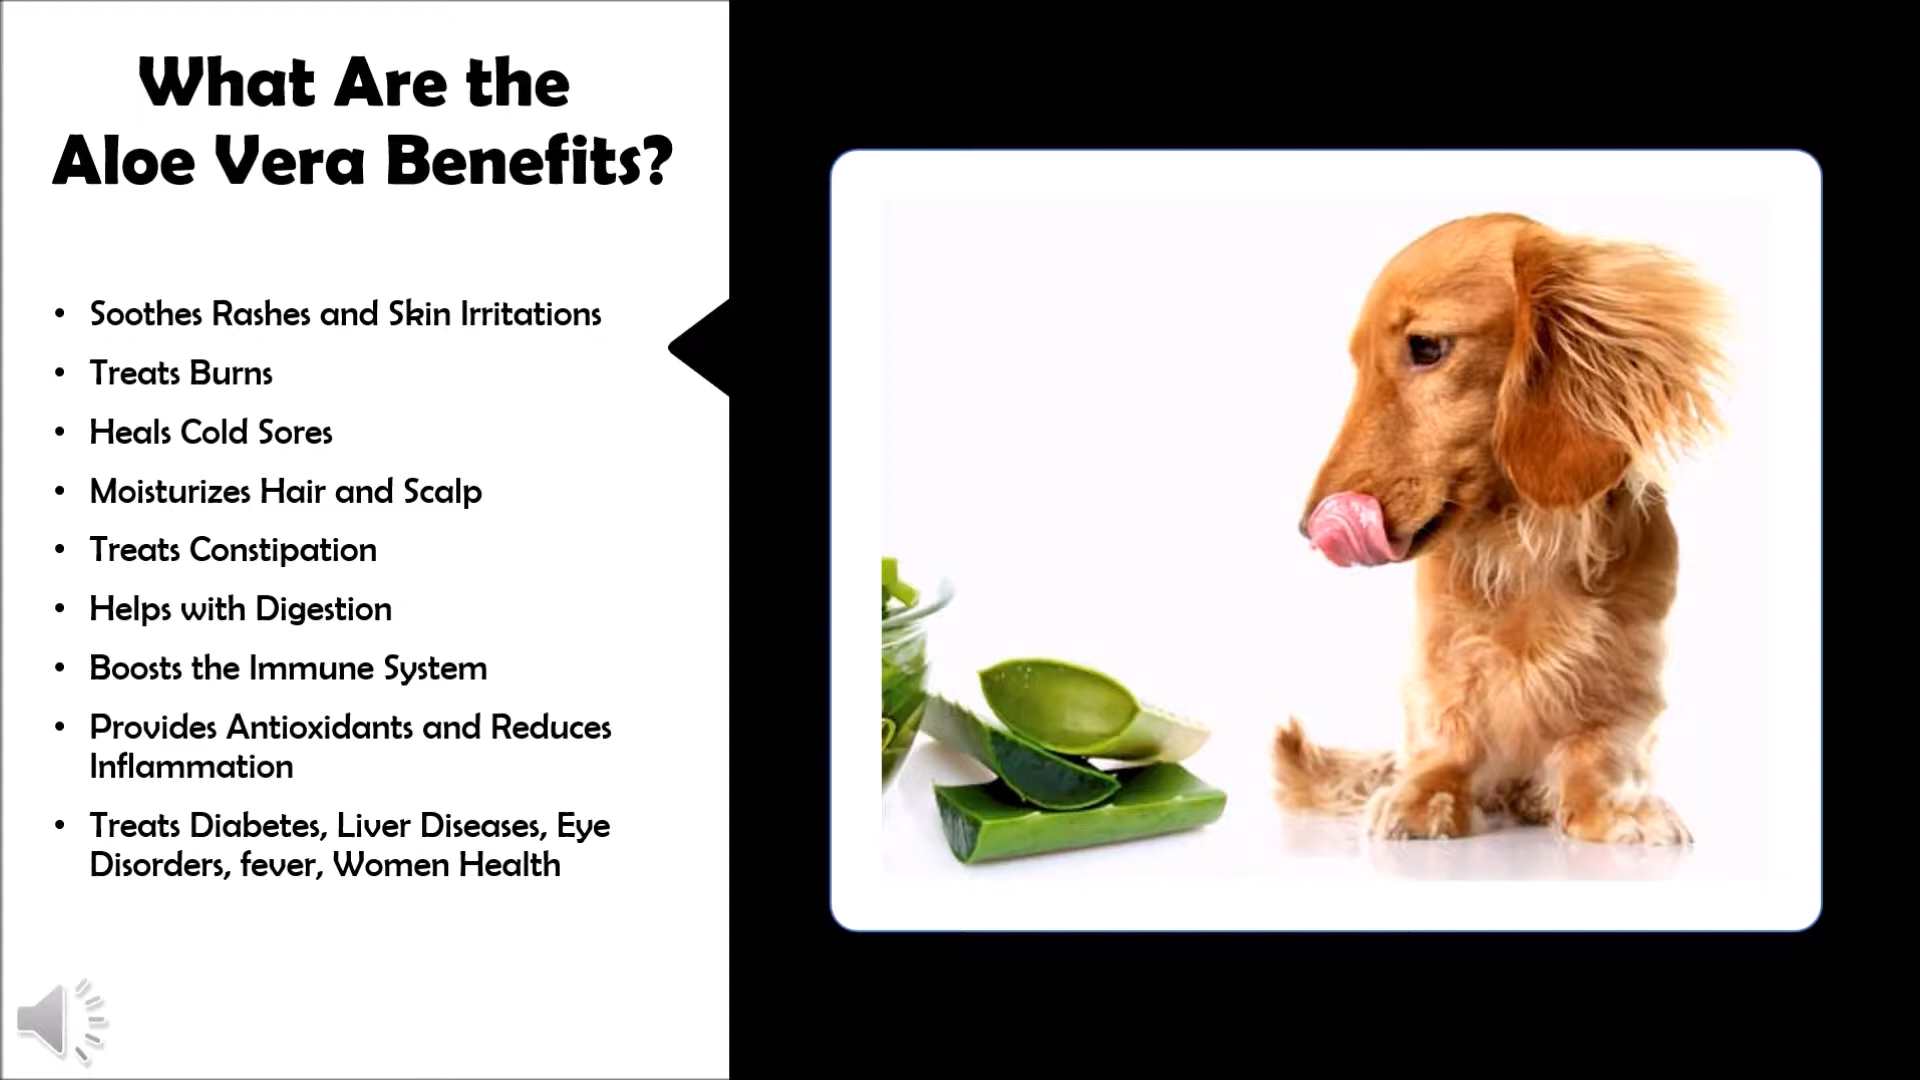 What Are the
Aloe Vera Benefits?
• Soothes Rashes and Skin Irritations
• Treats Burns
• Heals Cold Sores
• Moisturizes Hair and Scalp
• Treats Constipation
• Helps with Digestion
• Boosts the Immune System
• Provides Antioxidants and Reduces
Inflammation
• Treats Diabetes, Liver Diseases, Eye
Disorders, fever, Women Health